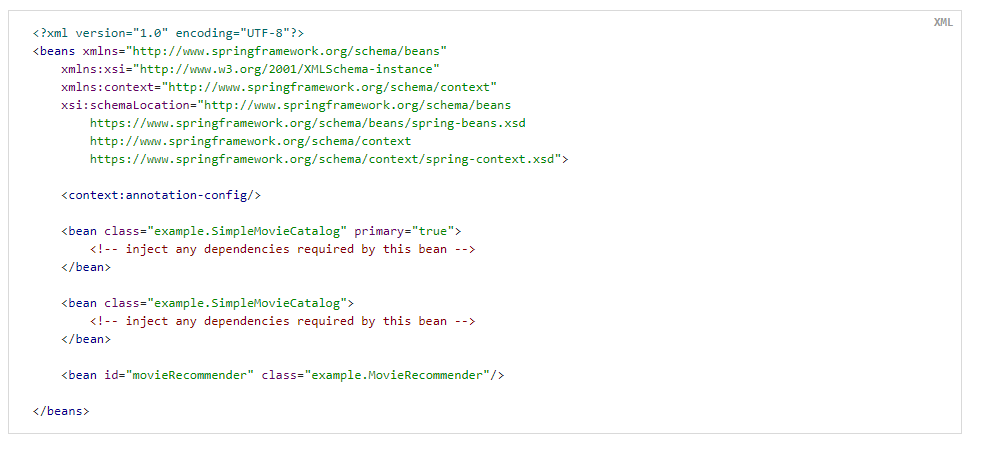 XML
<?xml version="1.0" encoding="UTF-8"?>
<beans xmlns="http://www.springframework.org/schema/beans"
    xmlns:xsi="http://www.w3.org/2001/XMLSchema-instance"
    xmlns:context="http://www.springframework.org/schema/context"
    xsi:schemaLocation="http://www.springframework.org/schema/beans
        https://www.springframework.org/schema/beans/spring-beans.xsd
        http://www.springframework.org/schema/context
        https://www.springframework.org/schema/context/spring-context.xsd">

    <context:annotation-config/>

    <bean class="example.SimpleMovieCatalog" primary="true">
        <!-- inject any dependencies required by this bean -->
    </bean>

    <bean class="example.SimpleMovieCatalog">
        <!-- inject any dependencies required by this bean -->
    </bean>

    <bean id="movieRecommender" class="example.MovieRecommender"/>

</beans>